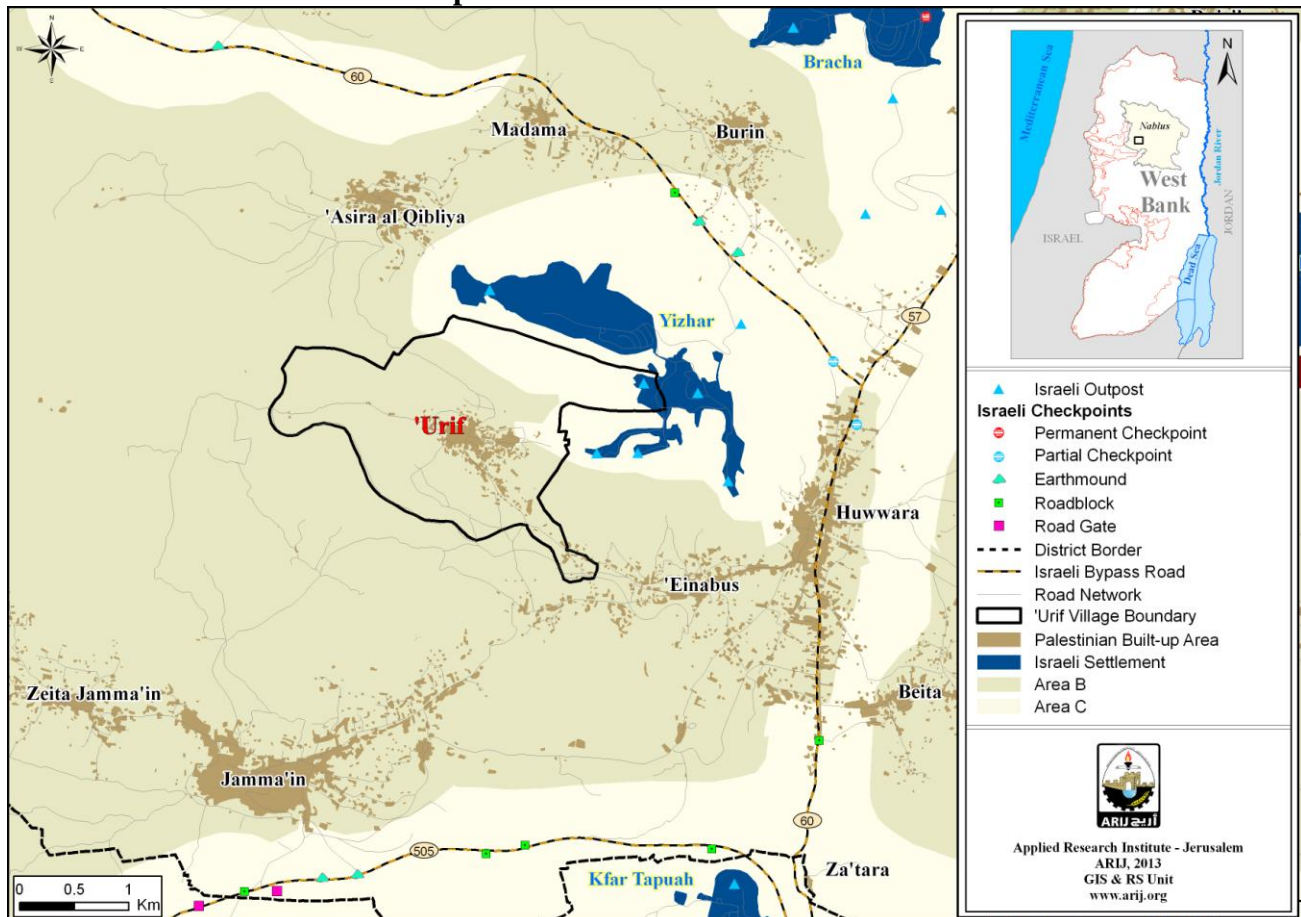 N
W
E
S
60
Madama
Burin
Bracha
'Asira al Qibliya
Yizhar
57
'Urif
Huwwara
'Einabus
Zeita Jamma'in
Beita
Jamma'in
505
60
Za'tara
Kfar Tapuah
0 0.5 1
Km
N
Mediterranean Sea
Nablus
Jordan River
West
Bank
JORDAN
ISRAEL
Dead Sea
Israeli Outpost
Israeli Checkpoints
Permanent Checkpoint
Partial Checkpoint
Earthmound
Roadblock
Road Gate
District Border
Israeli Bypass Road
Road Network
'Urif Village Boundary
Palestinian Built-up Area
Israeli Settlement
Area B
Area C
ARIJ أريج
Applied Research Institute - Jerusalem
ARIJ, 2013
GIS & RS Unit
www.arij.org